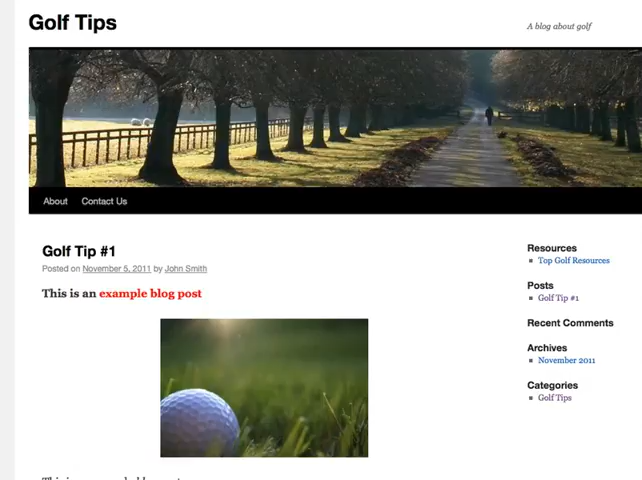 Golf Tips
A blog about golf
About Contact Us
Golf Tip #1
Posted on November 5, 2011 by John Smith
This is an example blog post
Resources
Top Golf Resources
Posts
Golf Tip #1
Recent Comments
Archives
November 2011
Categories
Golf Tips